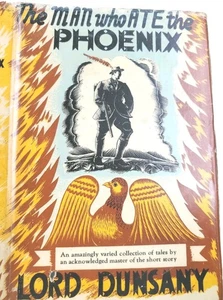 The MAN who ATE the
PHOENIX
An amazingly varied collection of tales by
an acknowledged master of the short story
LORD DUNSANY